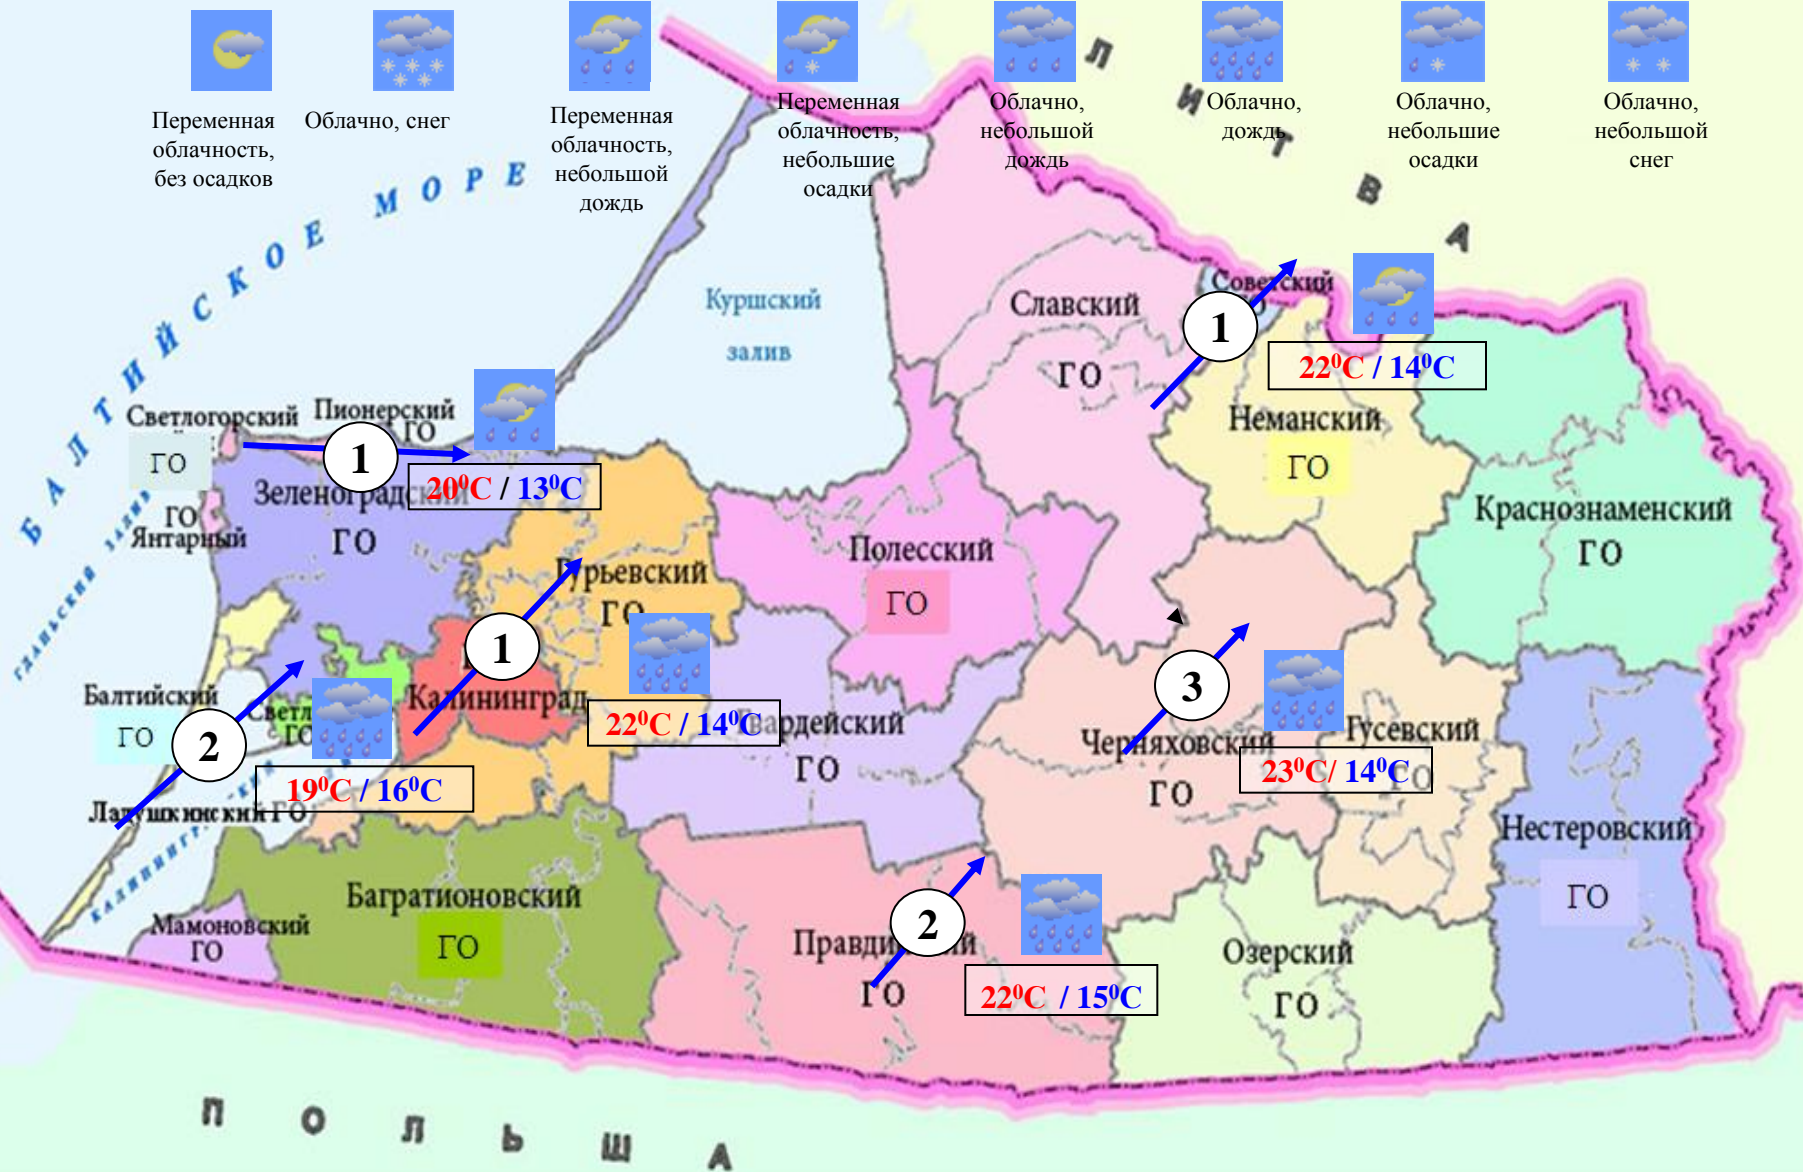 Переменная
облачность,
без осадков
Облачно, снег
Переменная
облачность,
небольшой
дождь
Переменная
облачность,
небольшие
осадки
Облачно,
небольшой
дождь
Облачно,
дождь
Облачно,
небольшие
осадки
Облачно,
небольшой
снег
ЛИТВА
БАЛТИЙСКОЕ МОРЕ
Куршский
залив
Славский
ГО
Советский
1
22⁰C / 14⁰C
Неманский
ГО
Светлогорский
ГО
Пионерский
ГО
1
20⁰C / 13⁰C
Зеленоградский
ГО
ГО
Янтарный
Краснознаменский
ГО
Полесский
ГО
Гурьевский
ГО
1
Калининград
22⁰C / 14⁰C
Гвардейский
ГО
Балтийский
ГО
2
ГО
19⁰C / 16⁰C
Ладушкинский ГО
3
Черняховский
ГО
23⁰C/ 14⁰C
Гусевский
ГО
Нестеровский
ГО
Багратионовский
ГО
Мамоновский
ГО
2
ГО
22⁰C / 15⁰C
Озерский
ГО
ПОЛЬША